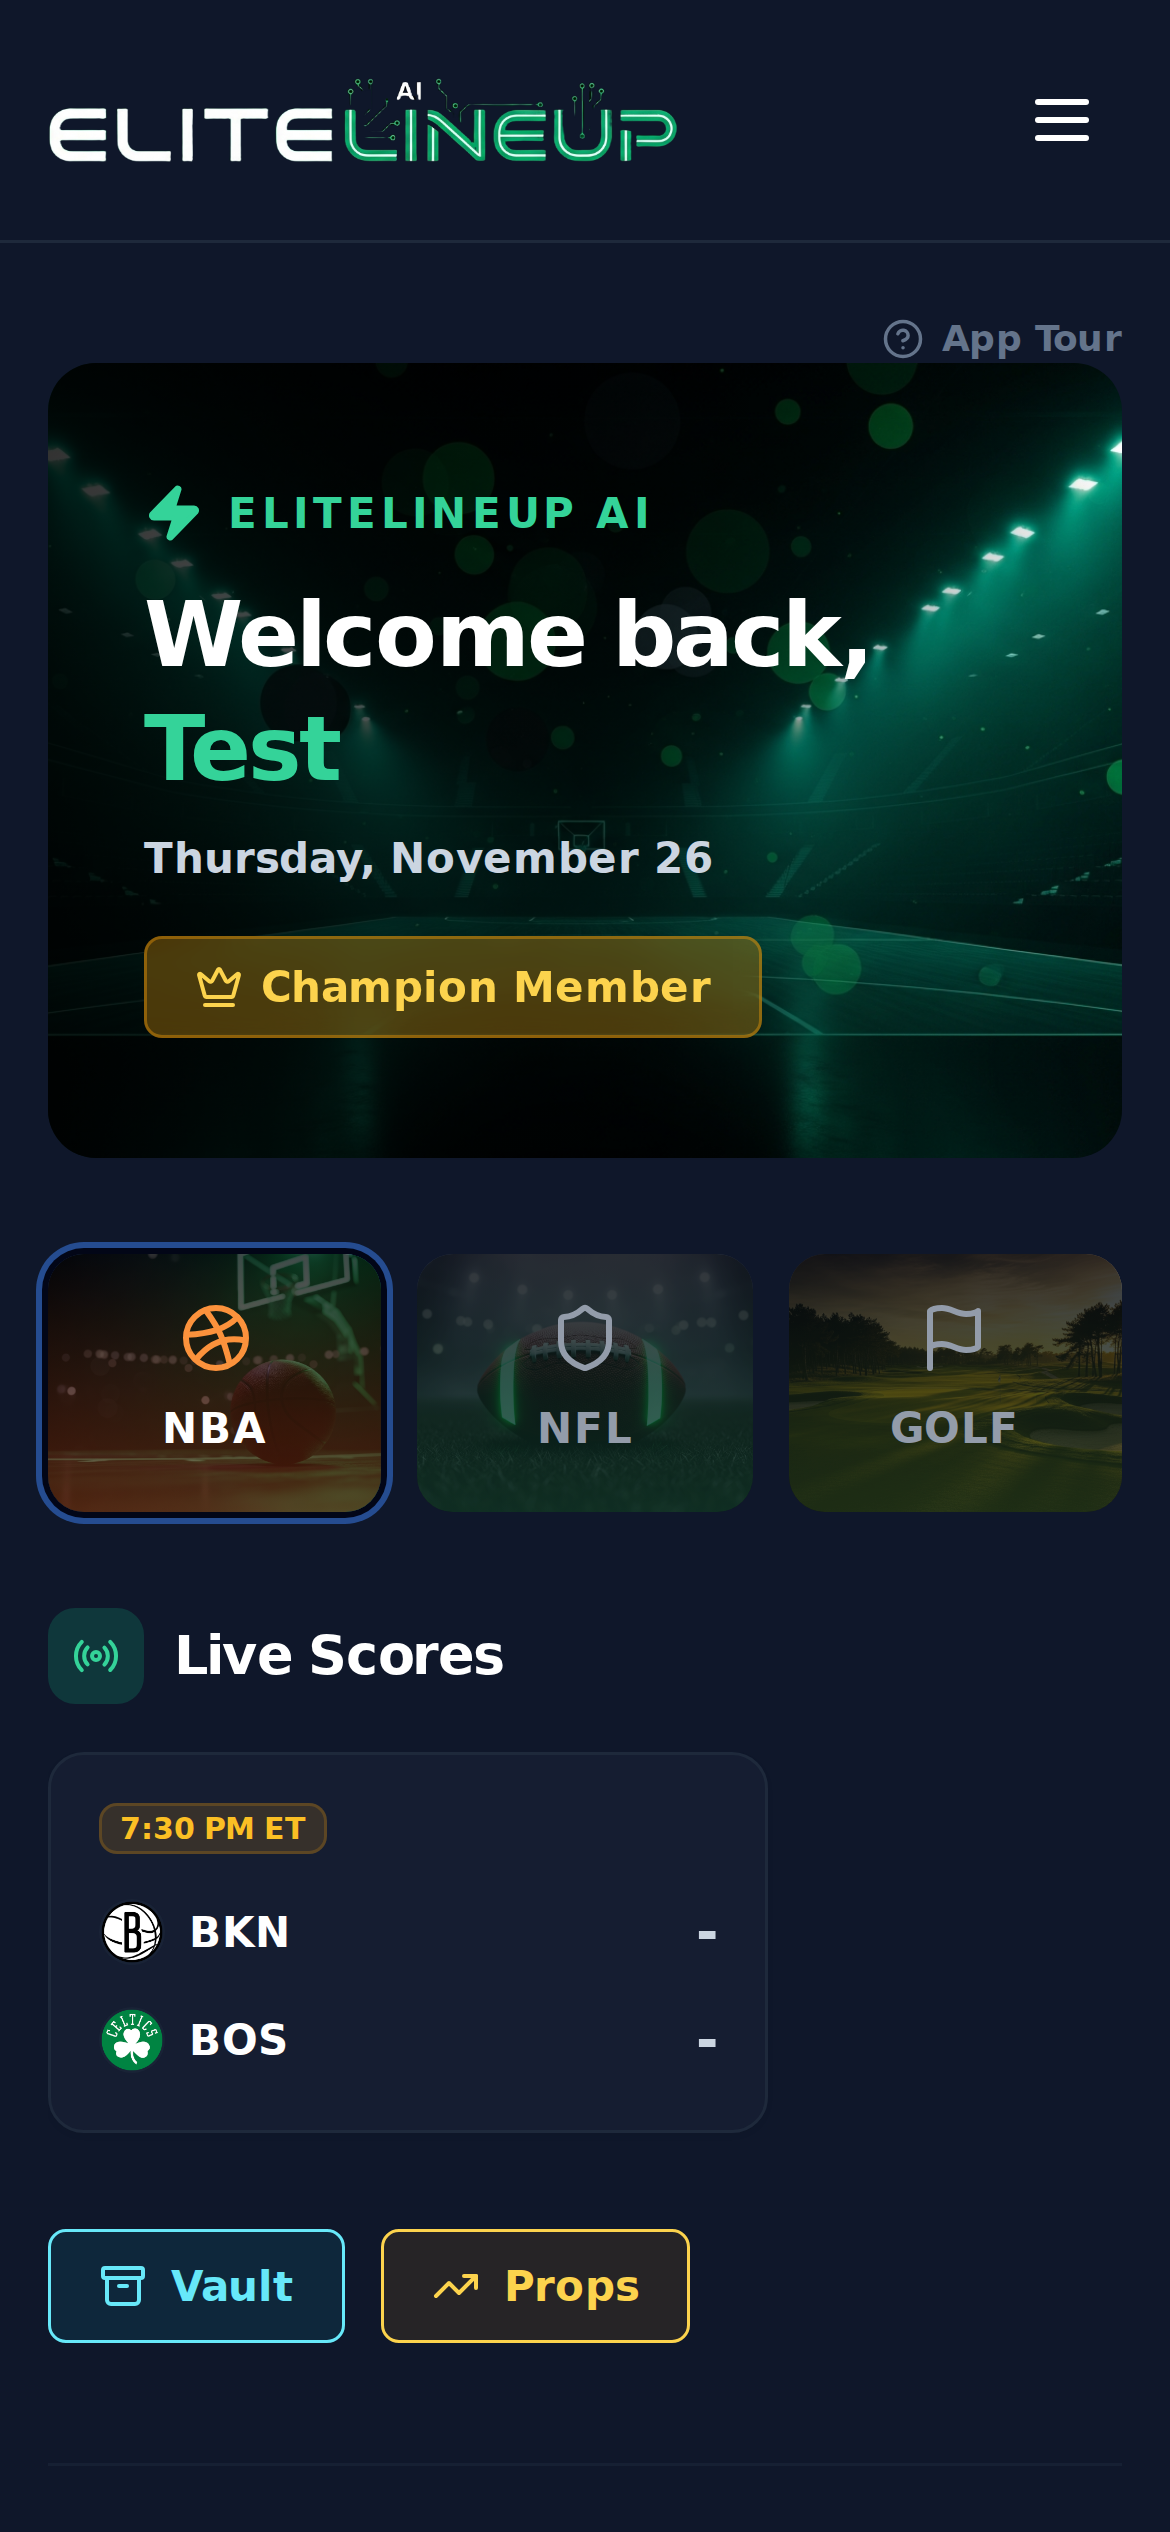 ELITELINEUP
AI
App Tour
ELITELINEUP AI
Welcome back,
Test
Thursday, November 26
Champion Member
NBA
NFL
GOLF
Live Scores
7:30 PM ET
B
BKN
-
CELTICS
BOS
-
Vault
Props